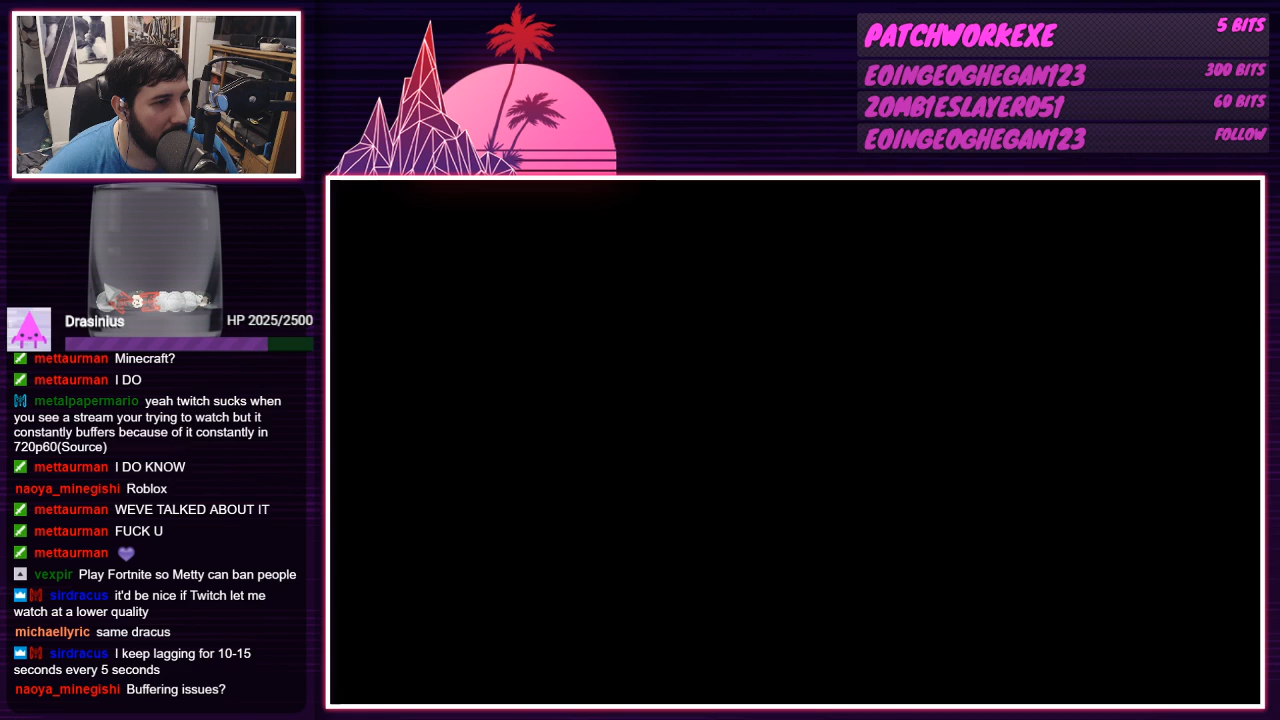 PATCHWORKEXE 5 BITS
EOINGEOGHEGAN123 300 BITS
ZOMB1ESLAYER051 60 BITS
EOINGEOGHEGAN123 FOLLOW
Drasinius HP 2025/2500
mettaurman Minecraft?
mettaurman I DO
metalpapermario yeah twitch sucks when
you see a stream your trying to watch but it
constantly buffers because of it constantly in
720p60(Source)
mettaurman I DO KNOW
naoya_minegishi Roblox
mettaurman WEVE TALKED ABOUT IT
mettaurman FUCK U
mettaurman 💜
vexpir Play Fortnite so Metty can ban people
sirdracus it'd be nice if Twitch let me
watch at a lower quality
michaellyric same dracus
sirdracus I keep lagging for 10-15
seconds every 5 seconds
naoya_minegishi Buffering issues?